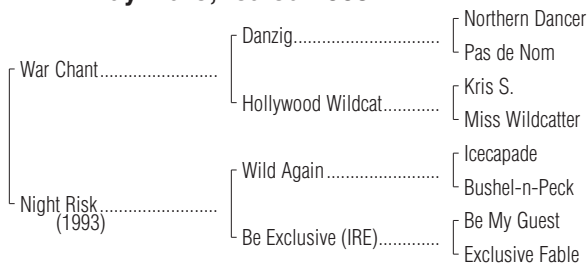 Northern Dancer
Danzig
Pas de Nom
War Chant
Kris S.
Hollywood Wildcat
Miss Wildcatter
Icecapade
Wild Again
Bushel-n-Peck
Night Risk
(1993)
Be My Guest
Be Exclusive (IRE)
Exclusive Fable